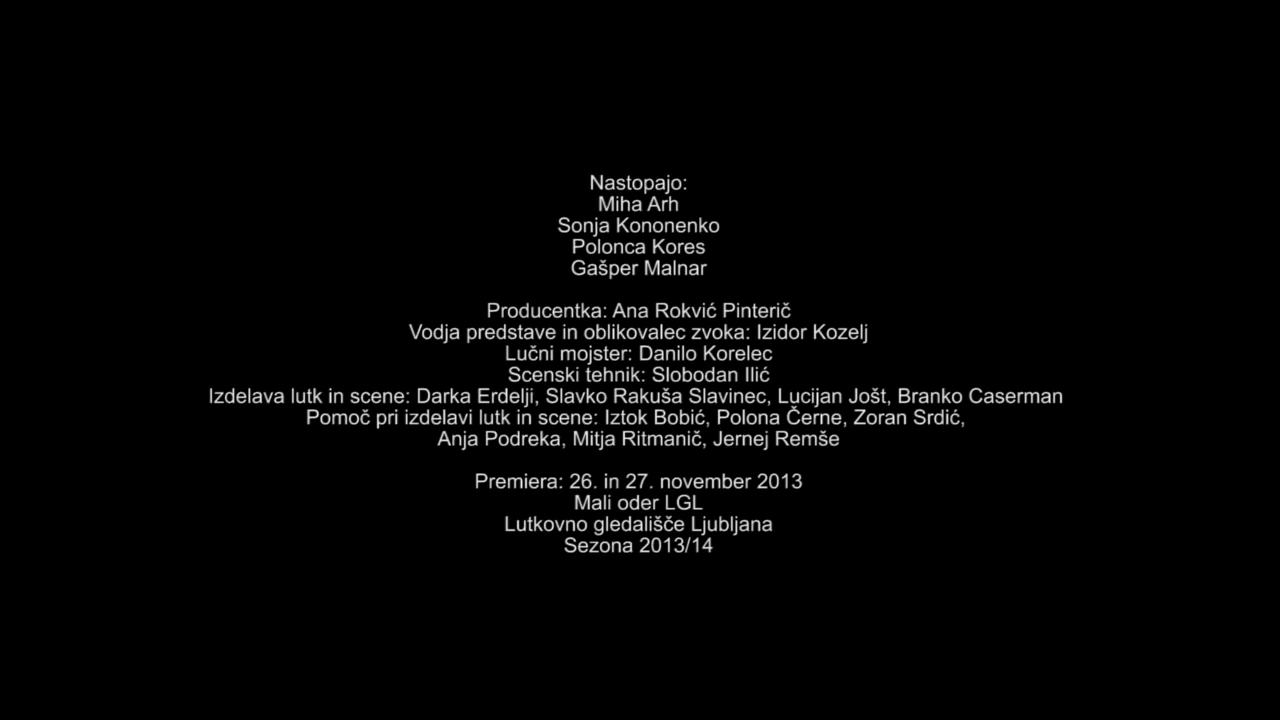 Nastopajo:
Miha Arh
Sonja Kononenko
Polonca Kores
Gašper Malnar
Producentka: Ana Rokvić Pinterič
Vodja predstave in oblikovalec zvoka: Izidor Kozelj
Lučni mojster: Danilo Korelec
Scenski tehnik: Slobodan Ilić
Izdelava lutk in scene: Darka Erdelji, Slavko Rakuša Slavinec, Lucijan Jošt, Branko Caserman
Pomoč pri izdelavi lutk in scene: Iztok Bobić, Polona Černe, Zoran Srdić,
Anja Podreka, Mitja Ritmanič, Jernej Remše
Premiera: 26. in 27. november 2013
Mali oder LGL
Lutkovno gledališče Ljubljana
Sezona 2013/14